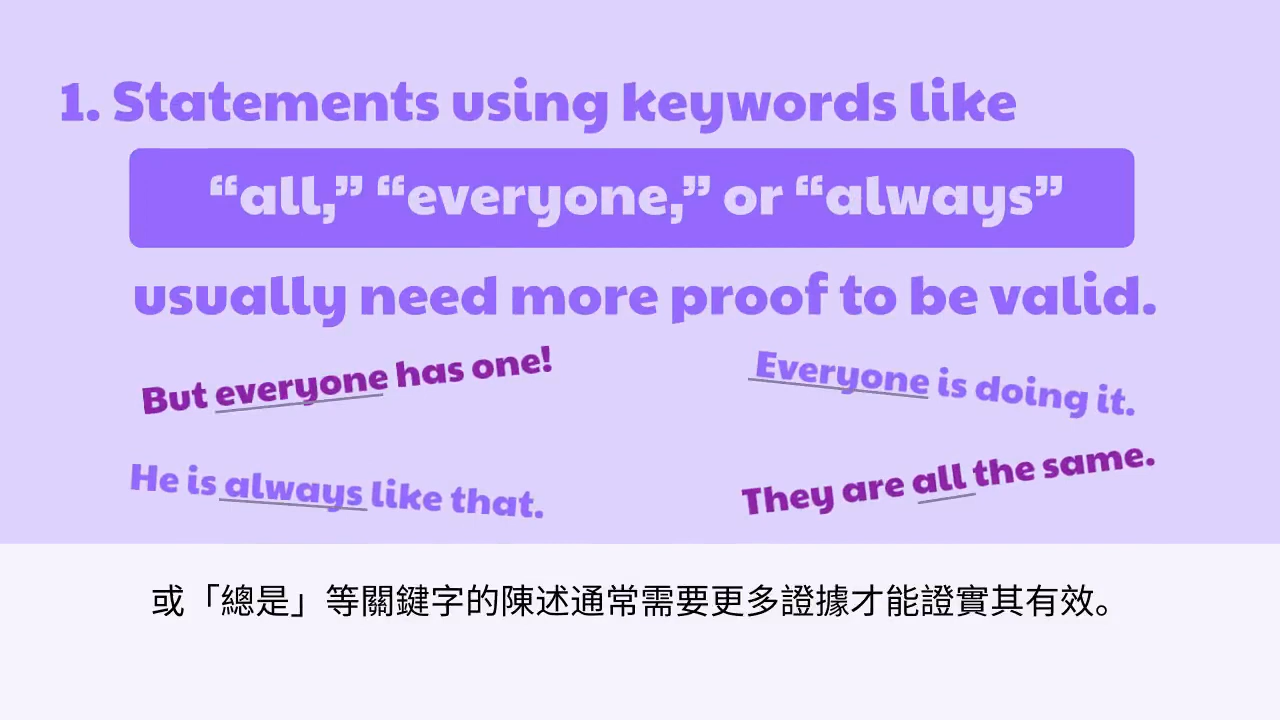 1. Statements using keywords like
“all,” “everyone,” or “always”
usually need more proof to be valid.
But everyone has one!
Everyone is doing it.
He is always like that.
They are all the same.
或「總是」等關鍵字的陳述通常需要更多證據才能證實其有效。